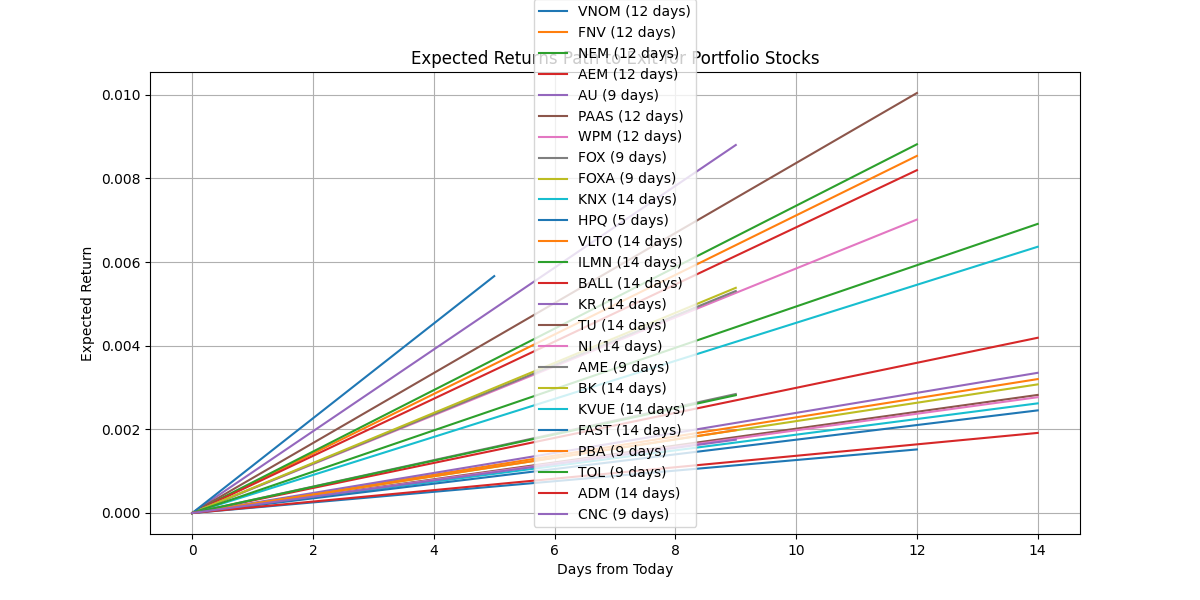 VNOM (12 days)
FNV (12 days)
NEM (12 days)
Expected Returns Path to Exit for Portfolio Stocks
AEM (12 days)
AU (9 days)
PAAS (12 days)
WPM (12 days)
FOX (9 days)
FOXA (9 days)
KNX (14 days)
HPQ (5 days)
VLTO (14 days)
ILMN (14 days)
BALL (14 days)
KR (14 days)
TU (14 days)
NI (14 days)
AME (9 days)
BK (14 days)
KVUE (14 days)
FAST (14 days)
PBA (9 days)
TOL (9 days)
ADM (14 days)
CNC (9 days)
Expected Return
0.010
0.008
0.006
0.004
0.002
0.000
0 2 4 6 8 10 12 14
Days from Today